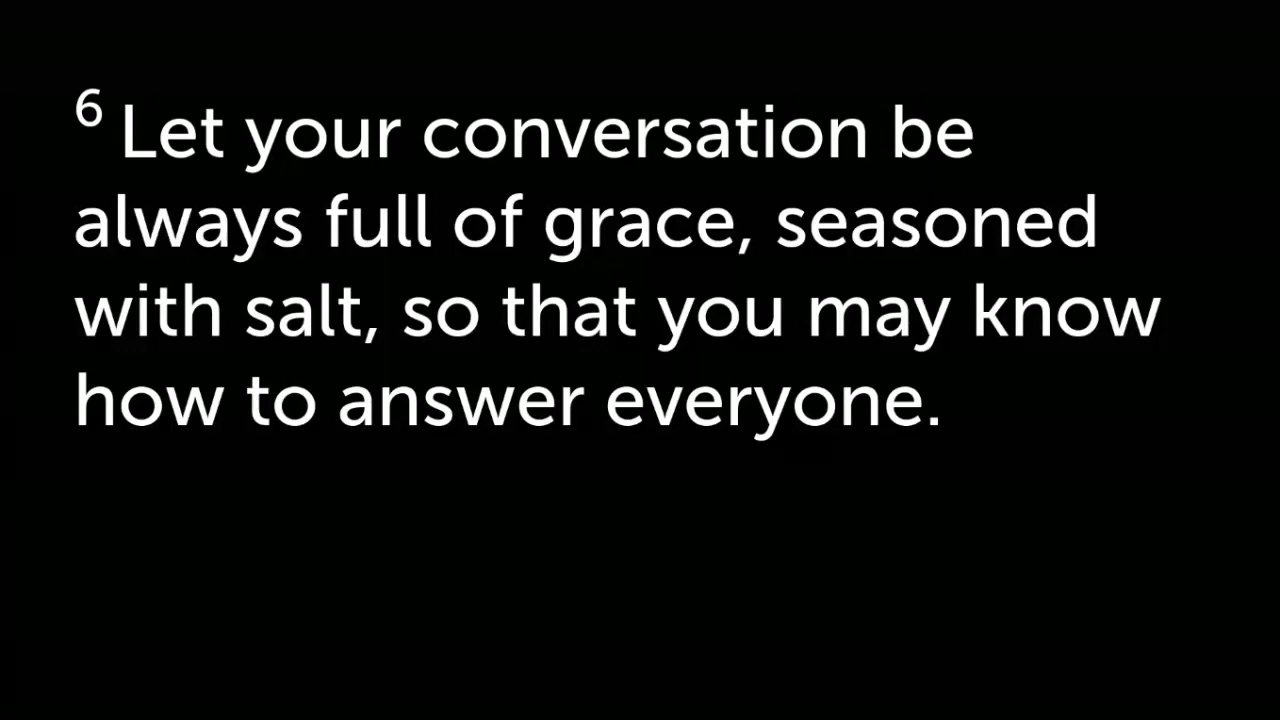 6 Let your conversation be
always full of grace, seasoned
with salt, so that you may know
how to answer everyone.